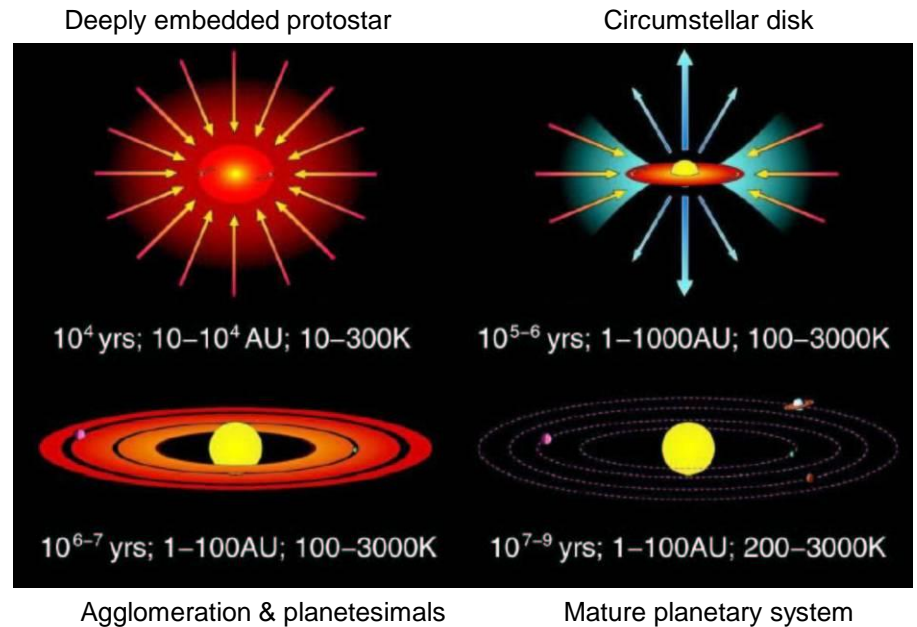 Deeply embedded protostar
Circumstellar disk
10⁴ yrs; 10–10⁴ AU; 10–300K
10⁵⁻⁶ yrs; 1–1000AU; 100–3000K
10⁶⁻⁷ yrs; 1–100AU; 100–3000K
10⁷⁻⁹ yrs; 1–100AU; 200–3000K
Agglomeration & planetesimals
Mature planetary system